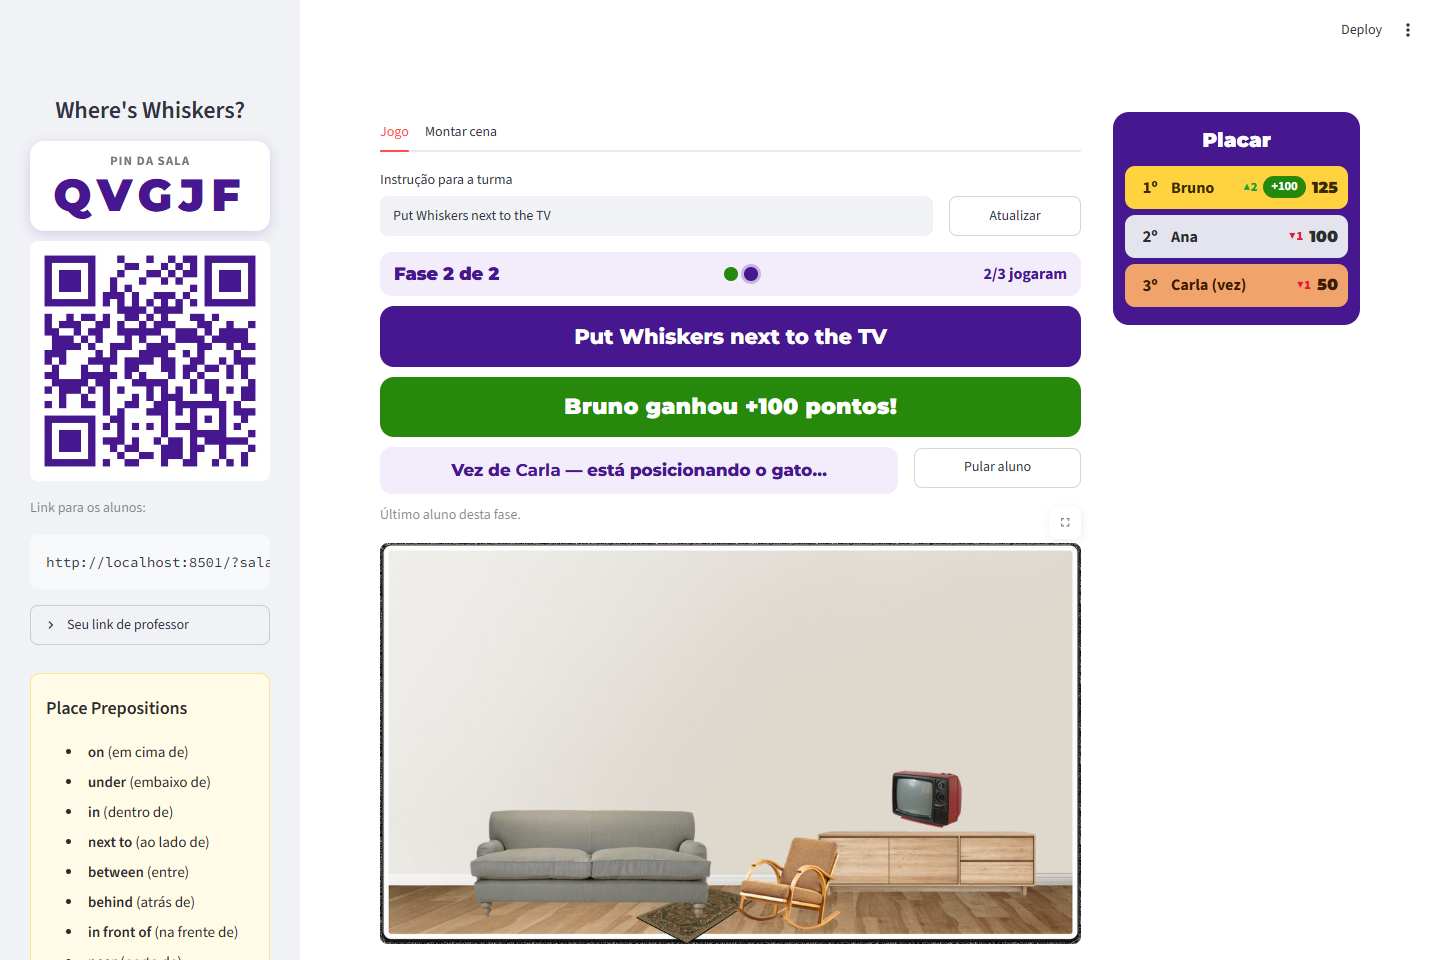 Deploy
Where's Whiskers?
PIN DA SALA
QVGJF
Link para os alunos:
http://localhost:8501/?sala
Seu link de professor
Place Prepositions
on (em cima de)
under (embaixo de)
in (dentro de)
next to (ao lado de)
between (entre)
behind (atrás de)
in front of (na frente de)
Jogo Montar cena
Instrução para a turma
Put Whiskers next to the TV
Atualizar
Fase 2 de 2
2/3 jogaram
Put Whiskers next to the TV
Bruno ganhou +100 pontos!
Vez de Carla — está posicionando o gato...
Pular aluno
Último aluno desta fase.
Placar
1º Bruno ▲2 +100 125
2º Ana ▼1 100
3º Carla (vez) ▼1 50